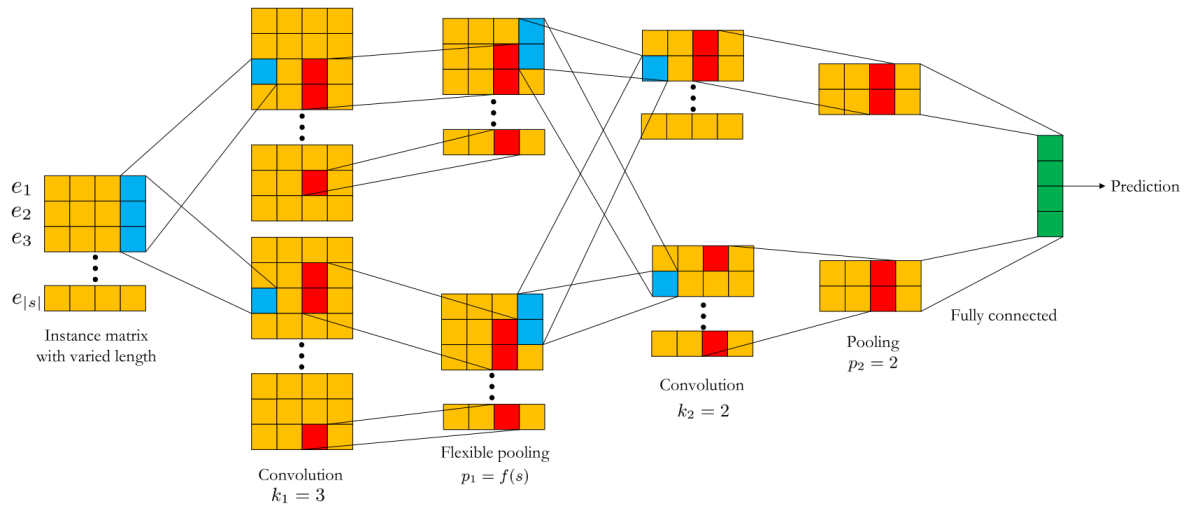 e₁
e₂
e₃
e|s|
Instance matrix
with varied length
Convolution
k₁ = 3
Flexible pooling
p₁ = f(s)
Convolution
k₂ = 2
Pooling
p₂ = 2
Fully connected
Prediction